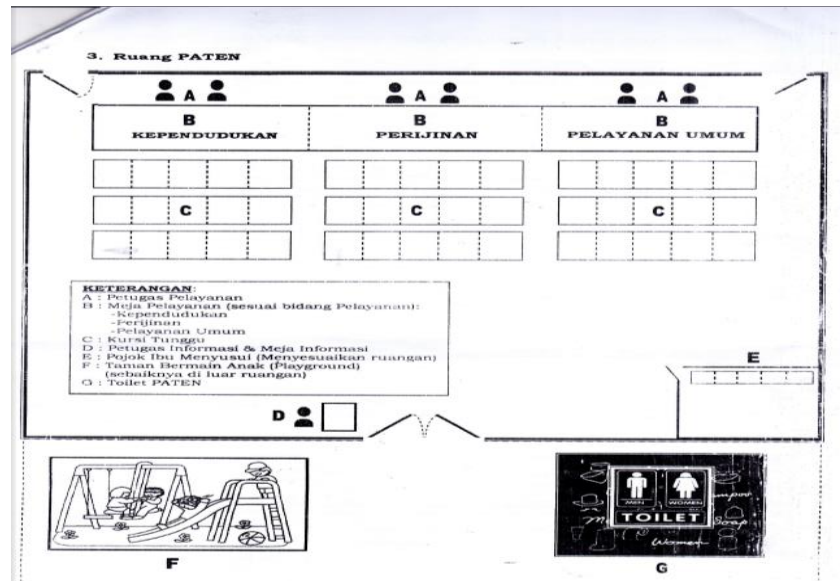 3. Ruang PATEN
A A A
B B B
KEPENDUDUKAN PERIJINAN PELAYANAN UMUM
C C C
KETERANGAN:
A : Petugas Pelayanan
B : Meja Pelayanan (sesuai bidang Pelayanan):
-Kependudukan
-Perijinan
-Pelayanan Umum
C : Kursi Tunggu
D : Petugas Informasi & Meja Informasi
E : Pojok Ibu Menyusui (Menyesuaikan ruangan)
F : Taman Bermain Anak (Playground)
(sebaiknya di luar ruangan)
G : Toilet PATEN
E
D
MEN WOMEN
TOILET
Soap
Women
F
G